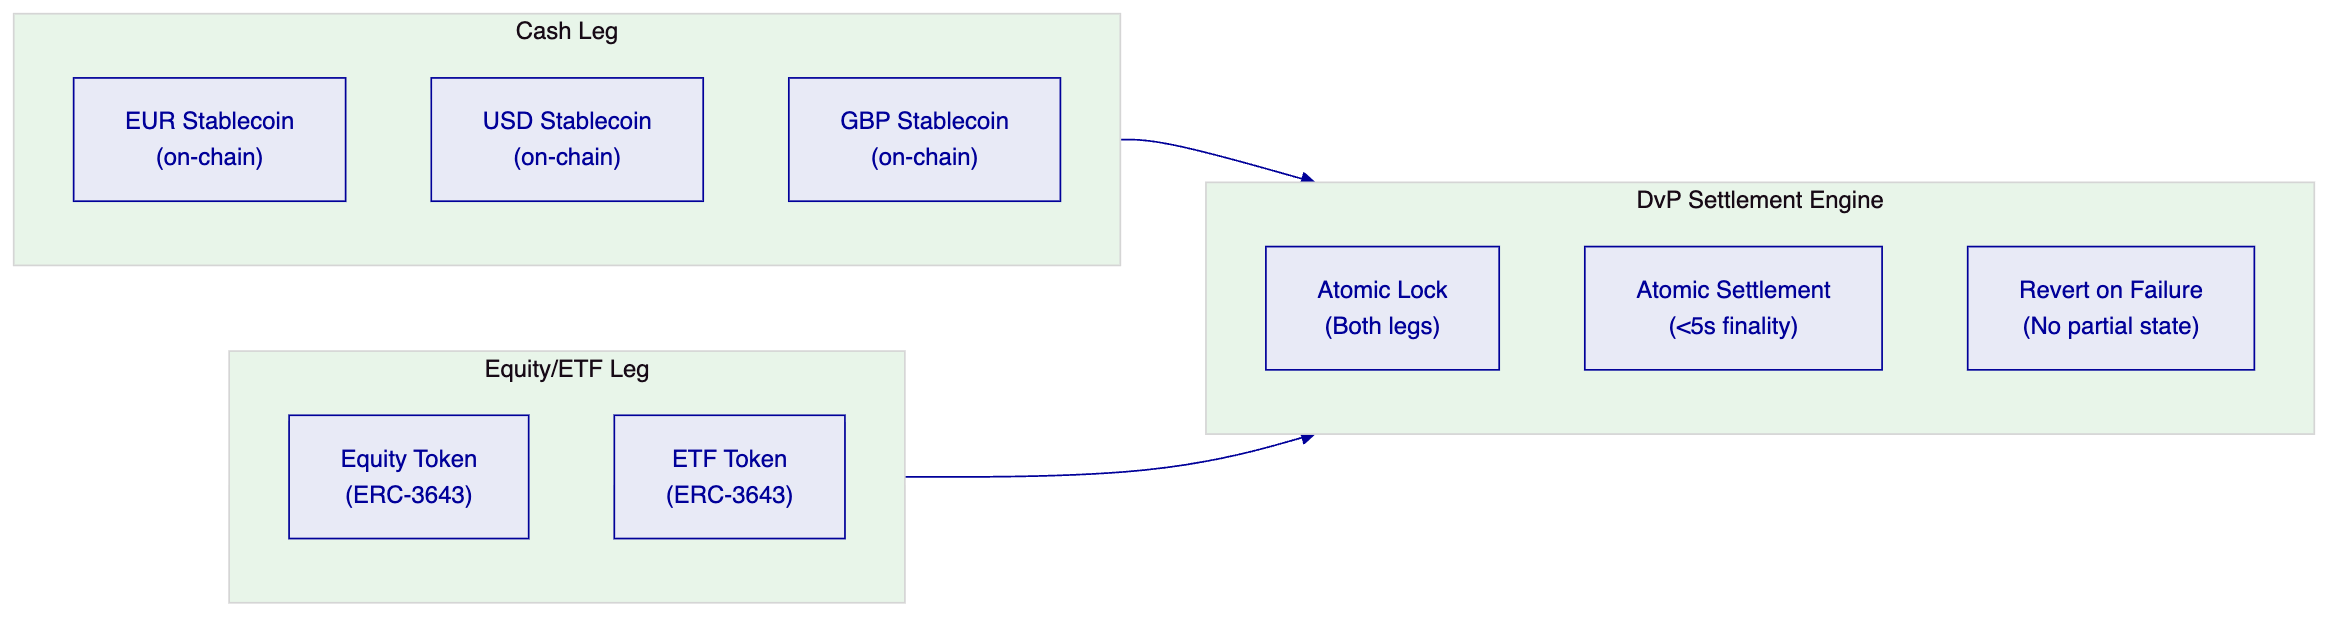 Cash Leg
EUR Stablecoin
(on-chain)
USD Stablecoin
(on-chain)
GBP Stablecoin
(on-chain)
DvP Settlement Engine
Atomic Lock
(Both legs)
Atomic Settlement
(<5s finality)
Revert on Failure
(No partial state)
Equity/ETF Leg
Equity Token
(ERC-3643)
ETF Token
(ERC-3643)